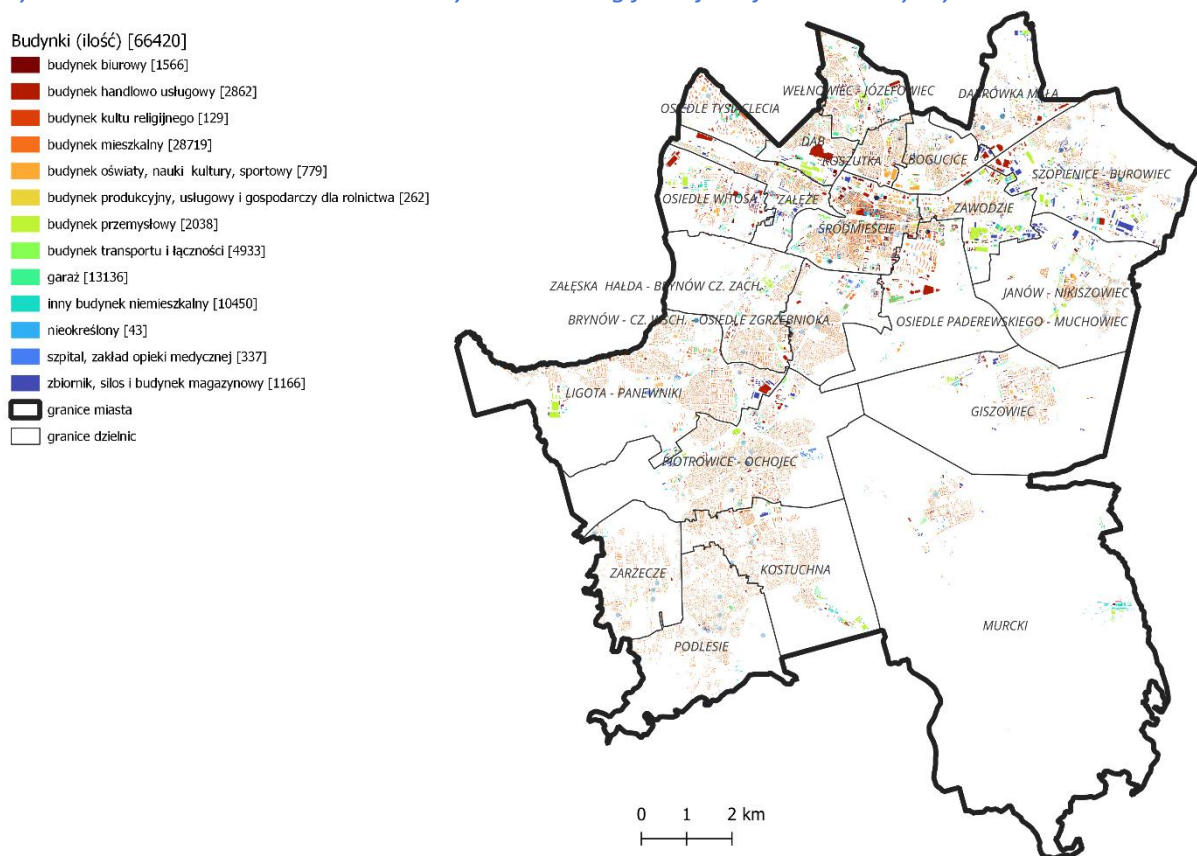 Budynki (ilość) [66420]
budynek biurowy [1566]
budynek handlowo usługowy [2862]
budynek kultu religijnego [129]
budynek mieszkalny [28719]
budynek oświaty, nauki kultury, sportowy [779]
budynek produkcyjny, usługowy i gospodarczy dla rolnictwa [262]
budynek przemysłowy [2038]
budynek transportu i łączności [4933]
garaż [13136]
inny budynek niemieszkalny [10450]
nieokreślony [43]
szpital, zakład opieki medycznej [337]
zbiornik, silos i budynek magazynowy [1166]
granice miasta
granice dzielnic
WEŁNOWIEC - JÓZEFOWIEC
DĄBRÓWKA MAŁA
OSIEDLE TYSIĄCLECIA
DĄB
KOSZUTKA
BOGUCICE
SZOPIENICE - BUROWIEC
OSIEDLE WITOSA
ZAŁĘŻE
ZAWODZIE
ŚRÓDMIEŚCIE
ZAŁĘSKA HAŁDA - BRYNÓW CZ. ZACH.
JANÓW - NIKISZOWIEC
BRYNÓW - CZ. WSCH. - OSIEDLE ZGRZEBNIOKA
OSIEDLE PADEREWSKIEGO - MUCHOWIEC
LIGOTA - PANEWNIKI
GISZOWIEC
PIOTROWICE - OCHOJEC
ZARZECZE
KOSTUCHNA
MURCKI
PODLESIE
0 1 2 km